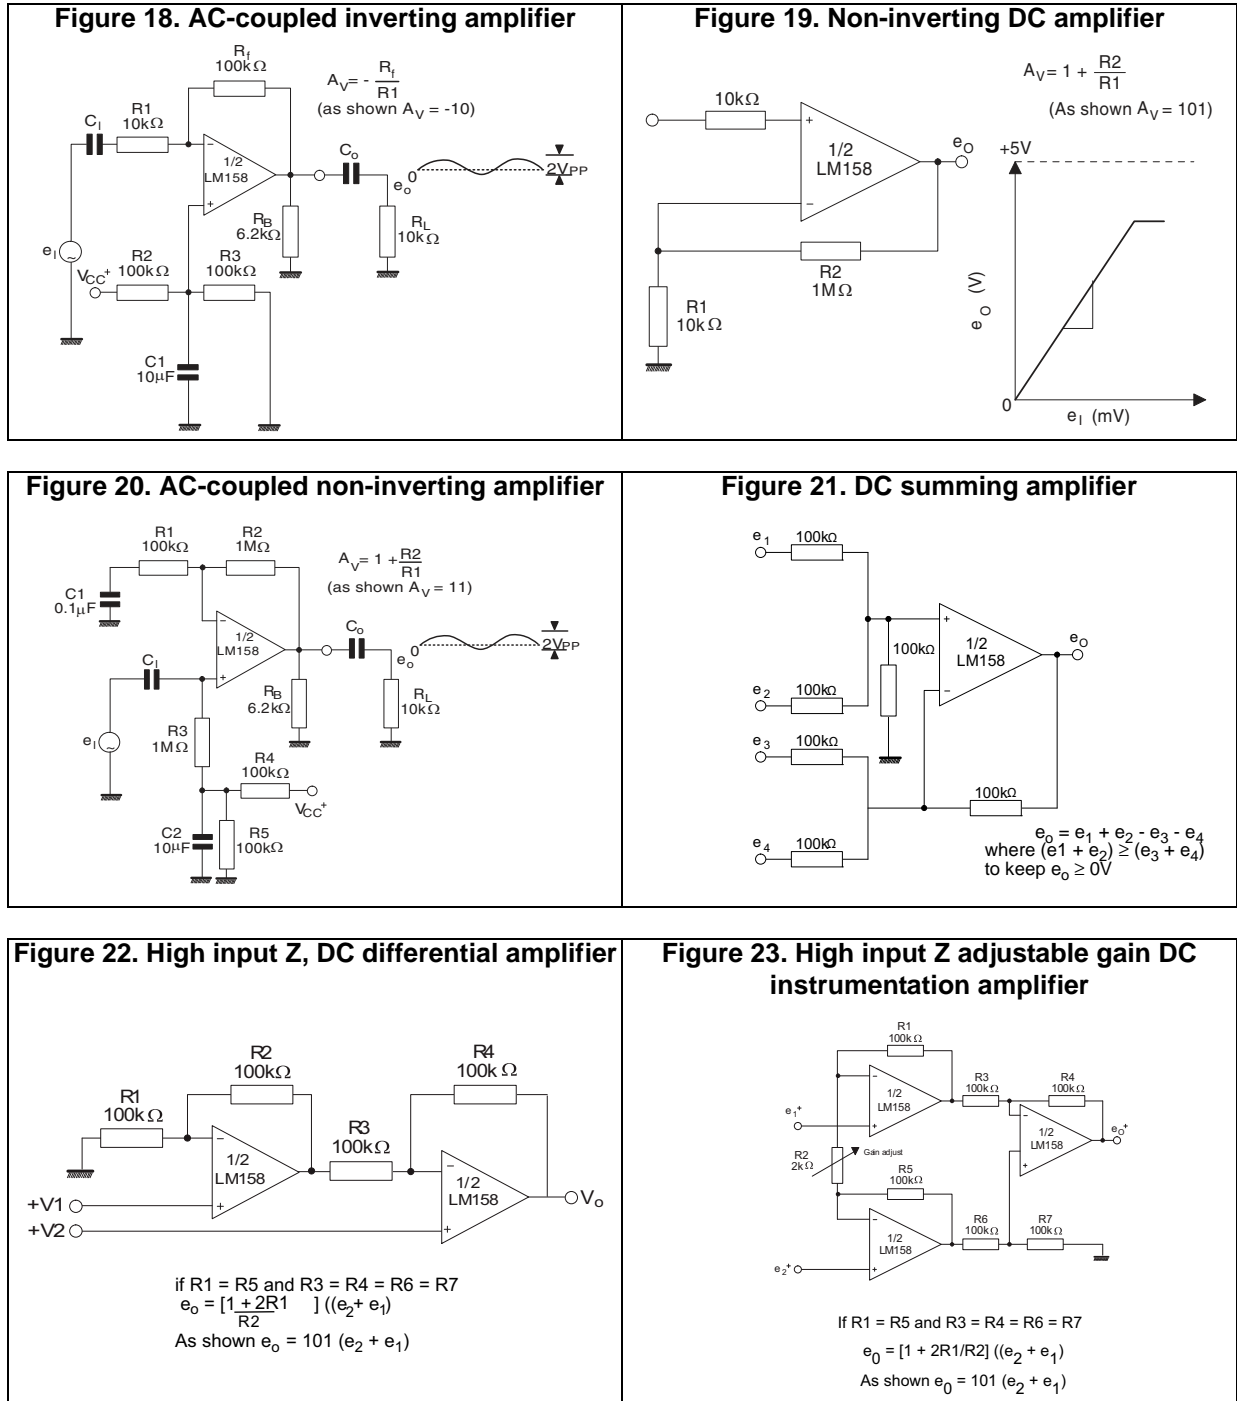 Figure 18. AC-coupled inverting amplifier
Rf
100kΩ
AV= - Rf
R1
(as shown AV = -10)
R1
10kΩ
CI
1/2
LM158
Co
eo
0
2VPP
RB
6.2kΩ
RL
10kΩ
eI
~
R2
100kΩ
R3
100kΩ
VCC+
C1
10µF
Figure 19. Non-inverting DC amplifier
AV= 1 + R2
R1
(As shown AV = 101)
10kΩ
1/2
LM158
eO
+5V
R2
1MΩ
R1
10kΩ
eO (V)
0
eI (mV)
Figure 20. AC-coupled non-inverting amplifier
R1
100kΩ
R2
1MΩ
AV= 1 +R2
R1
(as shown AV = 11)
C1
0.1µF
1/2
LM158
Co
eo
0
2VPP
CI
RB
6.2kΩ
RL
10kΩ
eI
~
R3
1MΩ
R4
100kΩ
VCC+
C2
10µF
R5
100kΩ
Figure 21. DC summing amplifier
e1
100kΩ
100kΩ
1/2
LM158
eO
e2
100kΩ
e3
100kΩ
100kΩ
e4
100kΩ
eo = e1 + e2 - e3 - e4
where (e1 + e2) ≥ (e3 + e4)
to keep eo ≥ 0V
Figure 22. High input Z, DC differential amplifier
R2
100kΩ
R4
100k Ω
R1
100kΩ
R3
100kΩ
1/2
LM158
1/2
LM158
+V1
+V2
Vo
if R1 = R5 and R3 = R4 = R6 = R7
eo = [1 + 2R1 ] ((e2+ e1)
R2
As shown eo = 101 (e2 + e1)
Figure 23. High input Z adjustable gain DC
instrumentation amplifier
R1
100kΩ
R3
100kΩ
R4
100kΩ
1/2
LM158
e1+
1/2
LM158
eO+
R2
2kΩ
Gain adjust
R5
100kΩ
R6
100kΩ
R7
100kΩ
1/2
LM158
e2+
If R1 = R5 and R3 = R4 = R6 = R7
e0 = [1 + 2R1/R2] ((e2 + e1)
As shown e0 = 101 (e2 + e1)